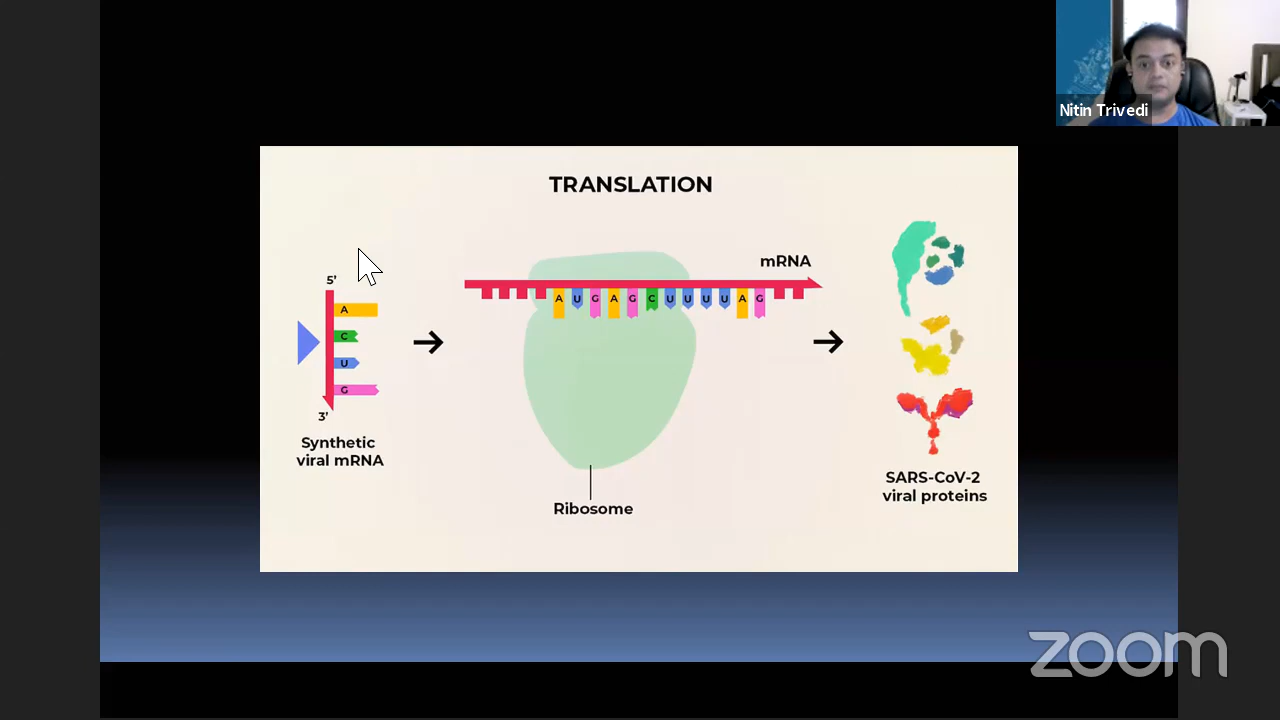 Nitin Trivedi
TRANSLATION
mRNA
5'
A
C
U
G
3'
A U G A G C U U U U A G
Synthetic
viral mRNA
Ribosome
SARS-CoV-2
viral proteins
zoom